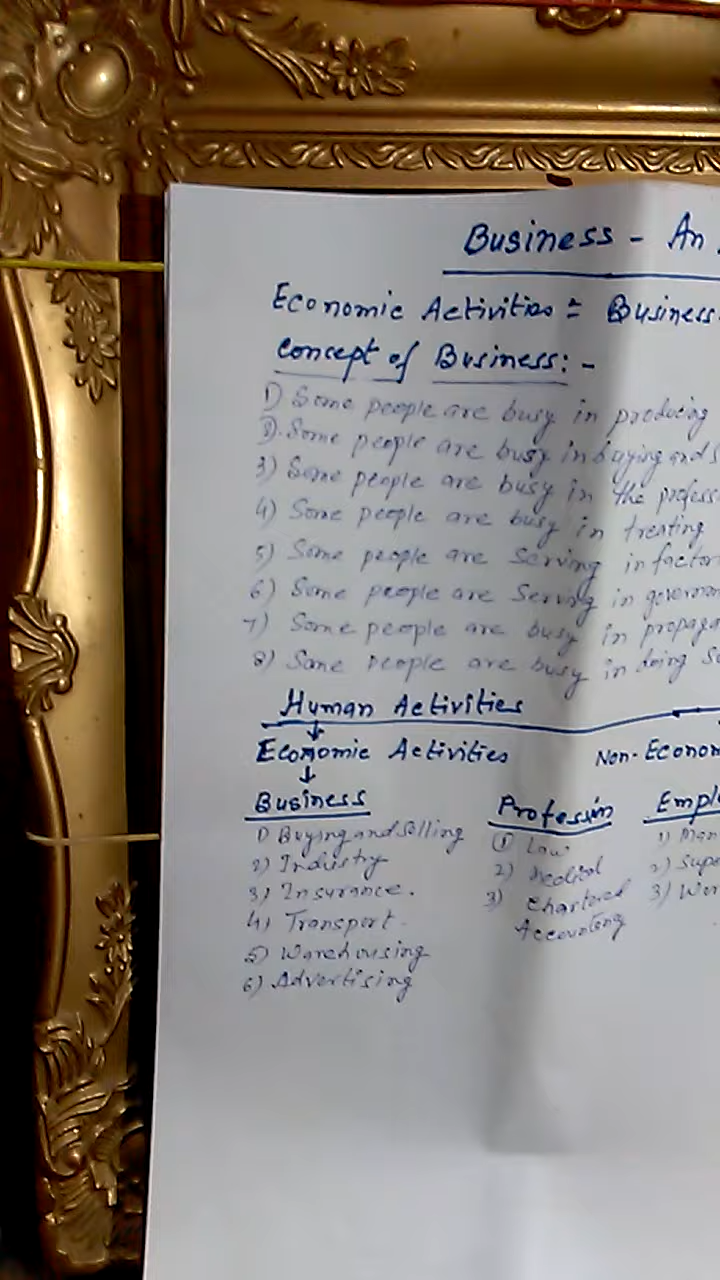 Business - An
Economic Activities = Business
Concept of Business:-
1) Some people are busy in producing
2) Some people are busy in buying and s
3) Some people are busy in the profess
4) Some people are busy in treating
5) Some people are serving in factor
6) Some people are serving in governm
7) Some people are busy in propaga
8) Some people are busy in doing so
Human Activities
Economic Activities Non-Econom
Business Profession Empl
1) Buying and Selling 1) Law 1) Man
2) Industry 2) Medical 2) Supe
3) Insurance. 3) Chartered 3) Wor
4) Transport. Accounting
5) Warehousing
6) Advertising